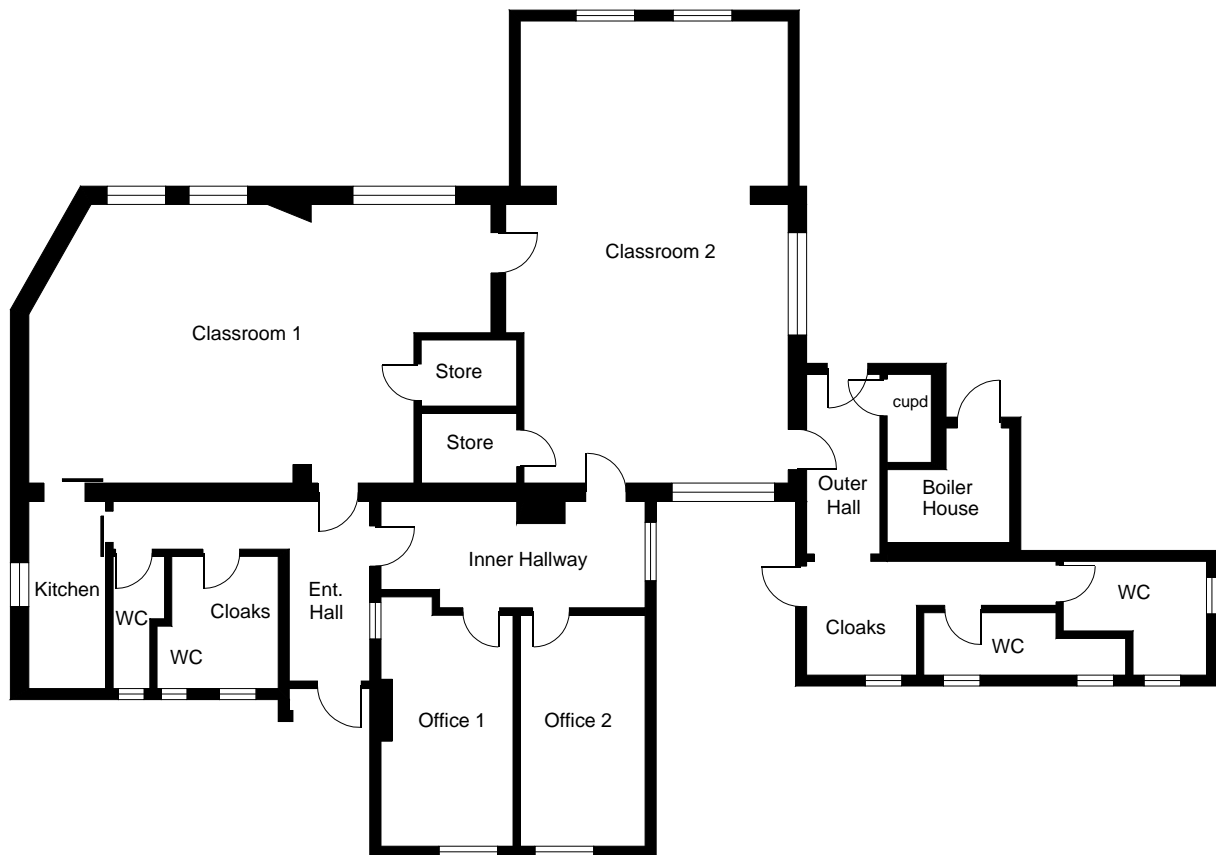 Classroom 2
Classroom 1
Store
cupd
Store
Outer
Hall
Boiler
House
Inner Hallway
Kitchen
Ent.
Hall
WC
Cloaks
WC
WC
Cloaks
WC
WC
Office 1
Office 2